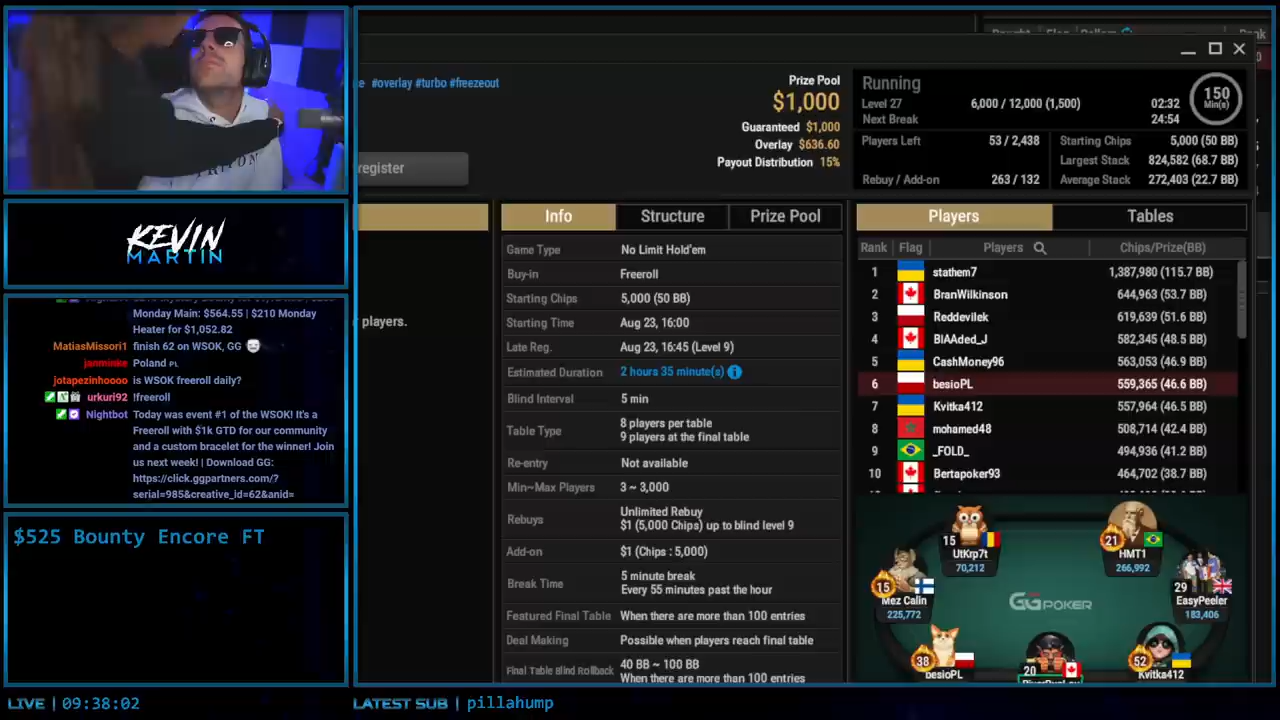 TRITON
KEVIN
MARTIN
Monday Main: $564.55 | $210 Monday
Heater for $1,052.82
MatiasMissori1 finish 62 on WSOK, GG
janminke Poland PL
jotapezinhoooo is WSOK freeroll daily?
urkuri92 !freeroll
Nightbot Today was event #1 of the WSOK! It's a
Freeroll with $1k GTD for our community
and a custom bracelet for the winner! Join
us next week! | Download GG:
https://click.ggpartners.com/?
serial=985&creative_id=62&anid=
$525 Bounty Encore FT
LIVE | 09:38:02
LATEST SUB | pillahump
e #overlay #turbo #freezeout
Prize Pool
$1,000
Guaranteed $1,000
Overlay $636.60
Payout Distribution 15%
Running
Level 27 6,000 / 12,000 (1,500) 02:32
Next Break 24:54
150
Min(s)
Players Left 53 / 2,438
Rebuy / Add-on 263 / 132
Starting Chips 5,000 (50 BB)
Largest Stack 824,582 (68.7 BB)
Average Stack 272,403 (22.7 BB)
register
players.
Info Structure Prize Pool
Game Type No Limit Hold'em
Buy-in Freeroll
Starting Chips 5,000 (50 BB)
Starting Time Aug 23, 16:00
Late Reg. Aug 23, 16:45 (Level 9)
Estimated Duration 2 hours 35 minute(s)
Blind Interval 5 min
Table Type 8 players per table
9 players at the final table
Re-entry Not available
Min~Max Players 3 ~ 3,000
Rebuys Unlimited Rebuy
$1 (5,000 Chips) up to blind level 9
Add-on $1 (Chips : 5,000)
Break Time 5 minute break
Every 55 minutes past the hour
Featured Final Table When there are more than 100 entries
Deal Making Possible when players reach final table
Final Table Blind Rollback 40 BB ~ 100 BB
When there are more than 100 entries
Players Tables
Rank Flag Players Chips/Prize(BB)
1 stathem7 1,387,980 (115.7 BB)
2 BranWilkinson 644,963 (53.7 BB)
3 Reddevilek 619,639 (51.6 BB)
4 BlAAded_J 582,345 (48.5 BB)
5 CashMoney96 563,053 (46.9 BB)
6 besioPL 559,365 (46.6 BB)
7 Kvitka412 557,964 (46.5 BB)
8 mohamed48 508,714 (42.4 BB)
9 _FOLD_ 494,936 (41.2 BB)
10 Bertapoker93 464,702 (38.7 BB)
15
UtKrp7t
70,212
21
HMT1
266,992
15
Mez Calin
225,772
29
EasyPeeler
183,406
GGPOKER
38
besioPL
20
52
Kvitka412